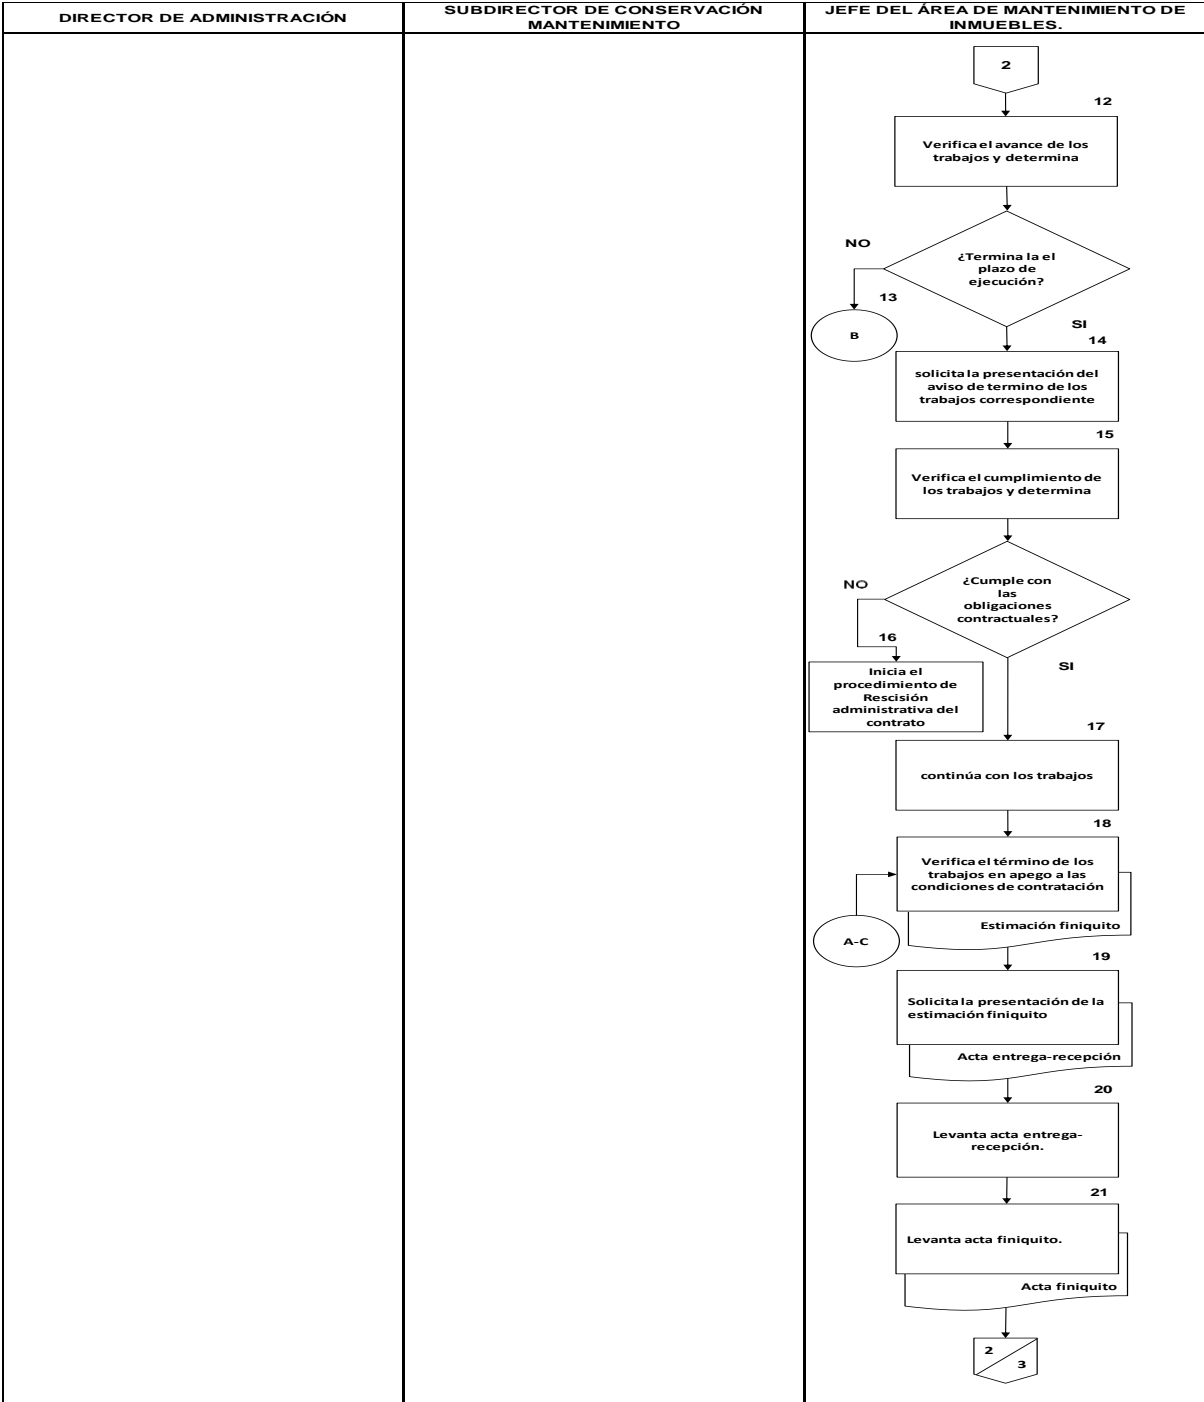 DIRECTOR DE ADMINISTRACIÓN
SUBDIRECTOR DE CONSERVACIÓN
MANTENIMIENTO
JEFE DEL ÁREA DE MANTENIMIENTO DE
INMUEBLES.
2
12
Verifica el avance de los
trabajos y determina
NO
¿Termina la el
plazo de
ejecución?
13
B
SI
14
solicita la presentación del
aviso de termino de los
trabajos correspondiente
15
Verifica el cumplimiento de
los trabajos y determina
NO
¿Cumple con
las
obligaciones
contractuales?
16
SI
Inicia el
procedimiento de
Rescisión
administrativa del
contrato
17
continúa con los trabajos
18
Verifica el término de los
trabajos en apego a las
condiciones de contratación
Estimación finiquito
A-C
19
Solicita la presentación de la
estimación finiquito
Acta entrega-recepción
20
Levanta acta entrega-
recepción.
21
Levanta acta finiquito.
Acta finiquito
2
3